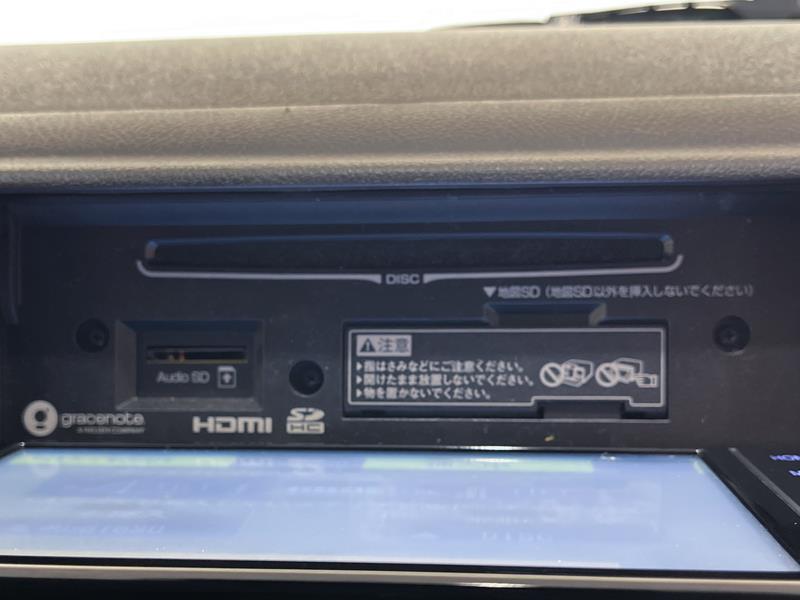 DISC
▼地図SD（地図SD以外を挿入しないでください）
⚠注意
▶指はさみなどにご注意ください。
▶開けたまま放置しないでください。
▶物を置かないでください。
Audio SD
gracenote
A NIELSEN COMPANY
HDMI
SD
HC